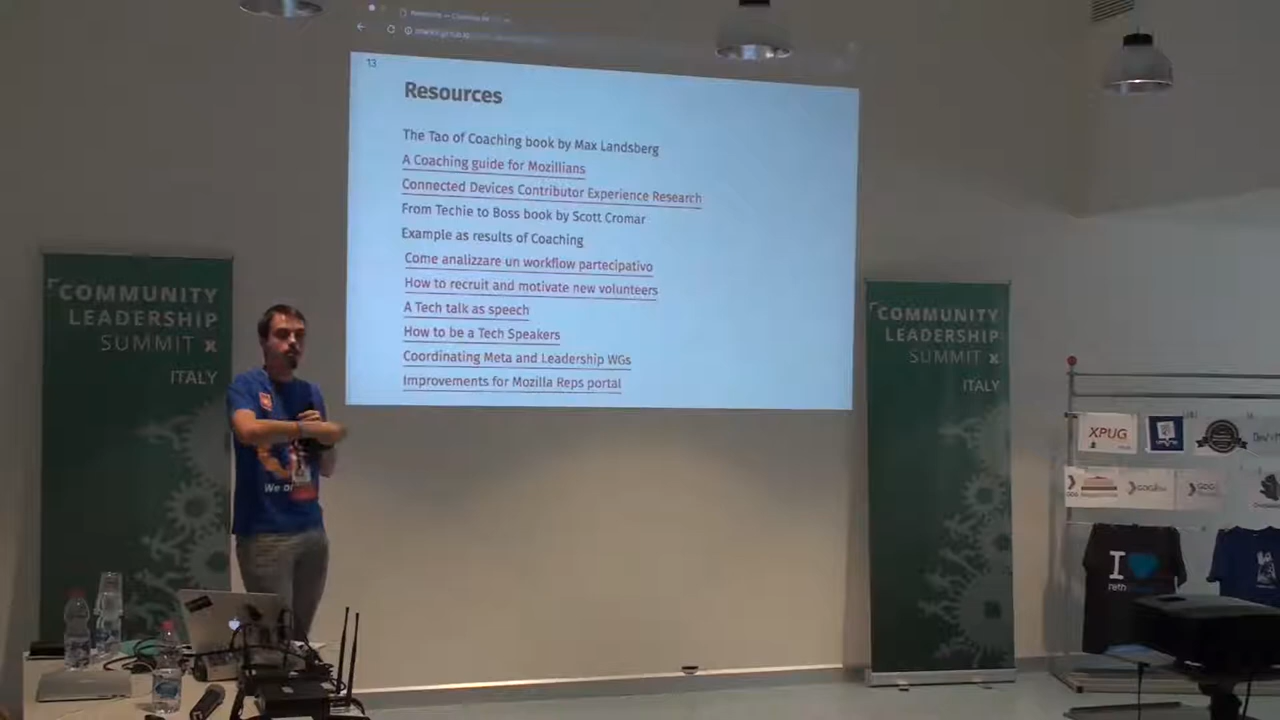 13
Resources
The Tao of Coaching book by Max Landsberg
A Coaching guide for Mozillians
Connected Devices Contributor Experience Research
From Techie to Boss book by Scott Cromar
Example as results of Coaching
Come analizzare un workflow partecipativo
How to recruit and motivate new volunteers
A Tech talk as speech
How to be a Tech Speakers
Coordinating Meta and Leadership WGs
Improvements for Mozilla Reps portal
COMMUNITY
LEADERSHIP
SUMMIT x
ITALY
COMMUNITY
LEADERSHIP
SUMMIT x
ITALY
We
XPUG
GDG
I